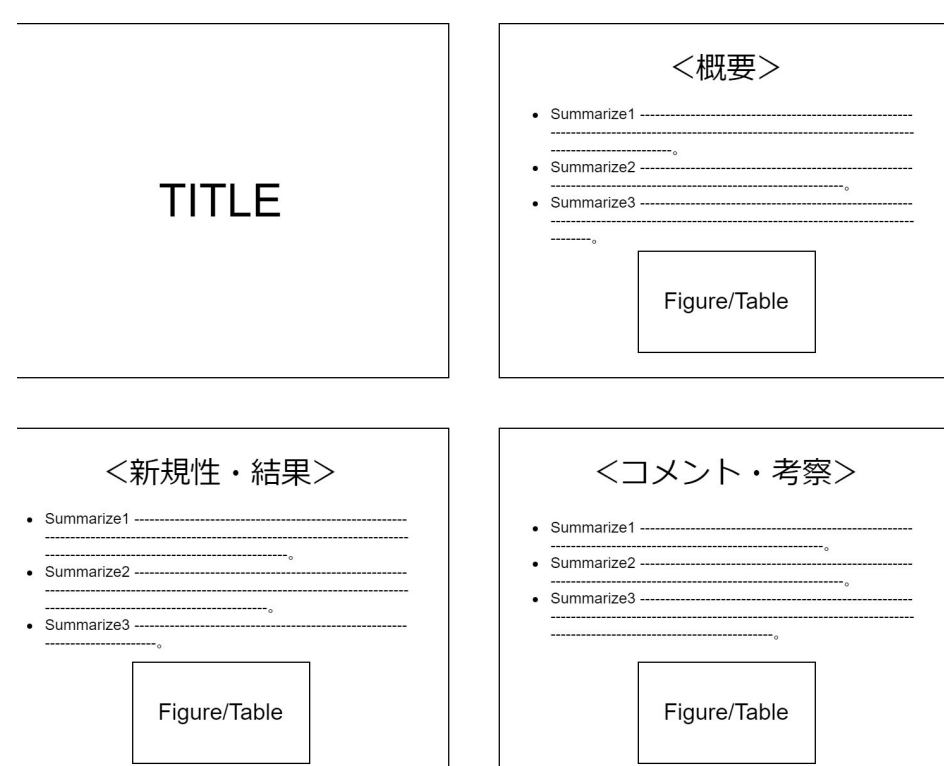 TITLE
＜概要＞
Summarize1 ------------------------------------------------------
------------------------------------------------------------------------
------------------------。
Summarize2 ------------------------------------------------------
----------------------------------------------------------。
Summarize3 ------------------------------------------------------
------------------------------------------------------------------------
--------。
Figure/Table
＜新規性・結果＞
Summarize1 ------------------------------------------------------
------------------------------------------------------------------------
------------------------------------------------。
Summarize2 ------------------------------------------------------
------------------------------------------------------------------------
--------------------------------------------。
Summarize3 ------------------------------------------------------
----------------------。
Figure/Table
＜コメント・考察＞
Summarize1 ------------------------------------------------------
------------------------------------------------------。
Summarize2 ------------------------------------------------------
----------------------------------------------------------。
Summarize3 ------------------------------------------------------
------------------------------------------------------------------------
--------------------------------------------。
Figure/Table